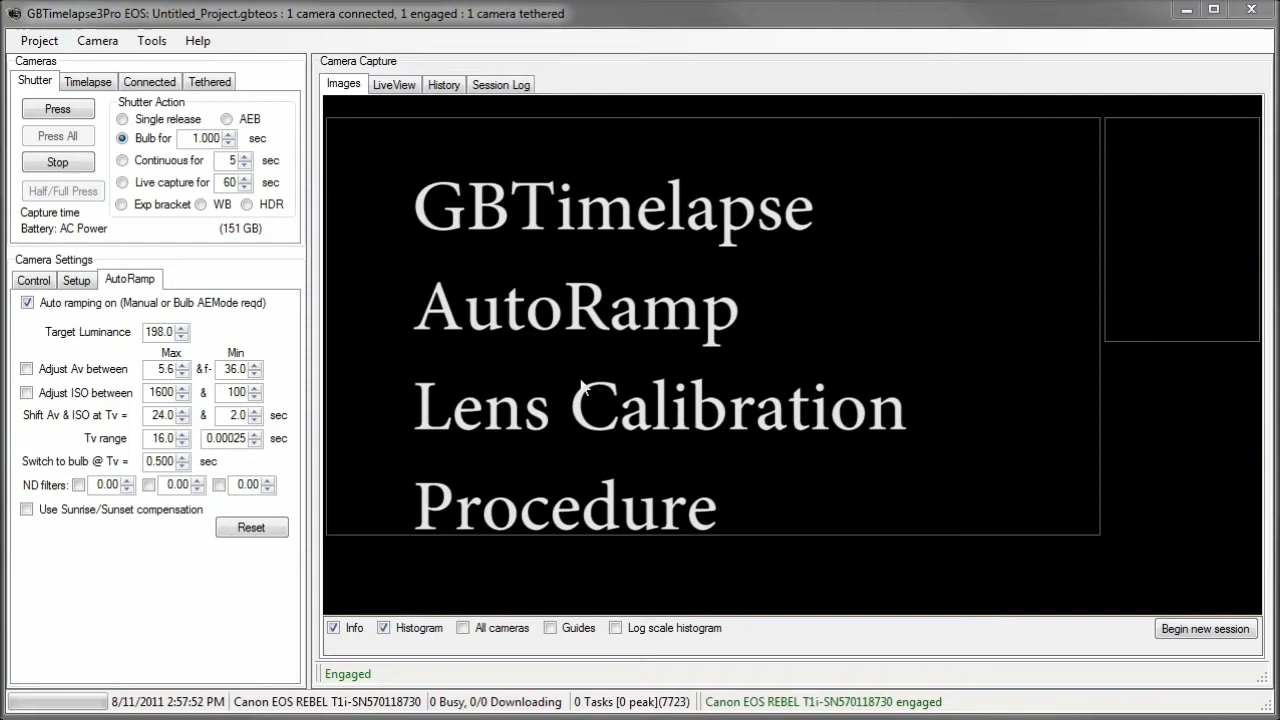 GBTimelapse3Pro EOS: Untitled_Project.gbteos : 1 camera connected, 1 engaged : 1 camera tethered
Project Camera Tools Help
Cameras
Shutter Timelapse Connected Tethered
Press
Press All
Stop
Half/Full Press
Shutter Action
Single release AEB
Bulb for 1.000 sec
Continuous for 5 sec
Live capture for 60 sec
Exp bracket WB HDR
Capture time
Battery: AC Power (151 GB)
Camera Settings
Control Setup AutoRamp
Auto ramping on (Manual or Bulb AEMode reqd)
Target Luminance 198.0
Max Min
Adjust Av between 5.6 & f- 36.0
Adjust ISO between 1600 & 100
Shift Av & ISO at Tv = 24.0 & 2.0 sec
Tv range 16.0 0.00025 sec
Switch to bulb @ Tv = 0.500 sec
ND filters: 0.00 0.00 0.00
Use Sunrise/Sunset compensation
Reset
Camera Capture
Images LiveView History Session Log
GBTimelapse
AutoRamp
Lens Calibration
Procedure
Info Histogram All cameras Guides Log scale histogram Begin new session
Engaged
8/11/2011 2:57:52 PM Canon EOS REBEL T1i-SN570118730 0 Busy, 0/0 Downloading 0 Tasks [0 peak](7723) Canon EOS REBEL T1i-SN570118730 engaged